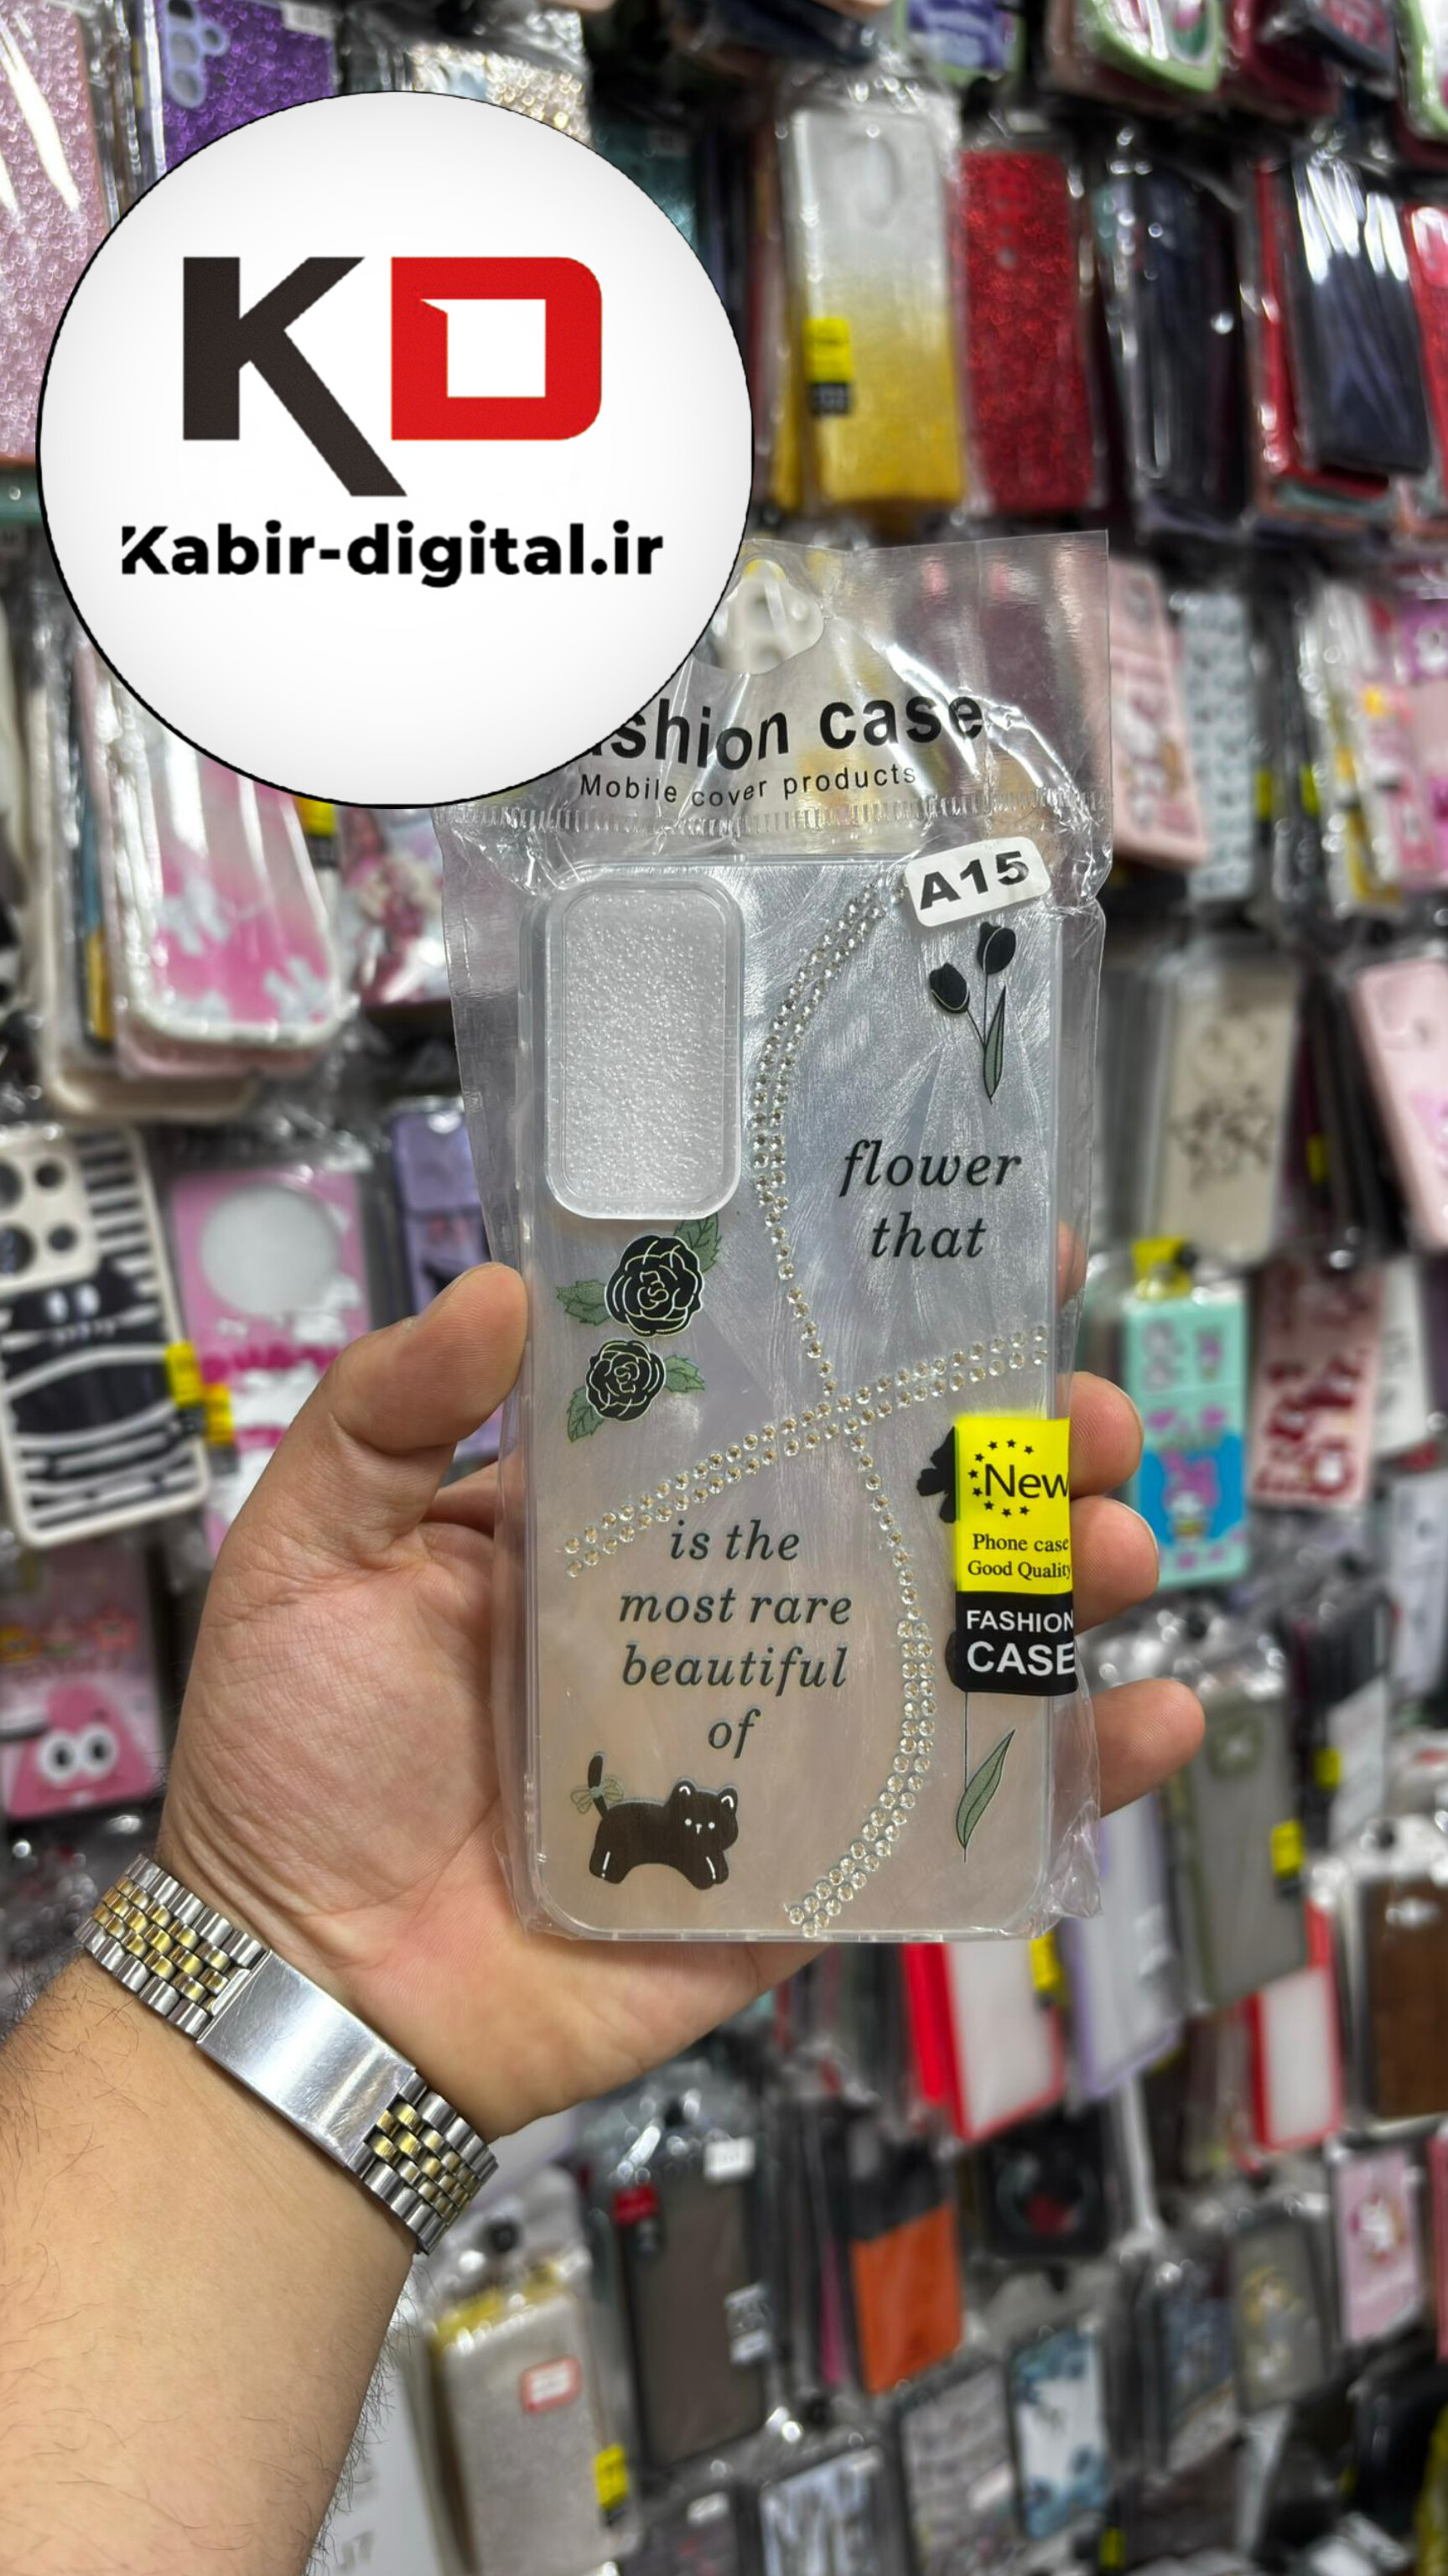 KD
Kabir-digital.ir
shion case
Mobile cover products
A15
flower
that
New
Phone case
Good Quality
FASHION
CASE
is the
most rare
beautiful
of